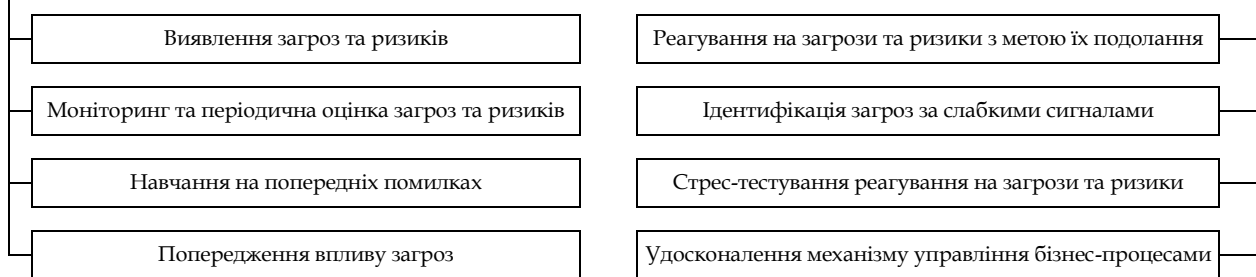 Виявлення загроз та ризиків
Реагування на загрози та ризики з метою їх подолання
Моніторинг та періодична оцінка загроз та ризиків
Ідентифікація загроз за слабкими сигналами
Навчання на попередніх помилках
Стрес-тестування реагування на загрози та ризики
Попередження впливу загроз
Удосконалення механізму управління бізнес-процесами